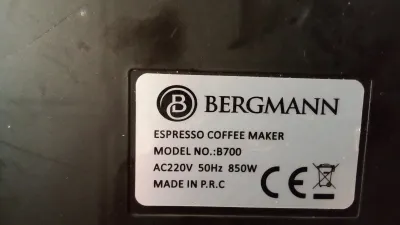 B BERGMANN
ESPRESSO COFFEE MAKER
MODEL NO.:B700
AC220V 50Hz 850W
MADE IN P.R.C CE